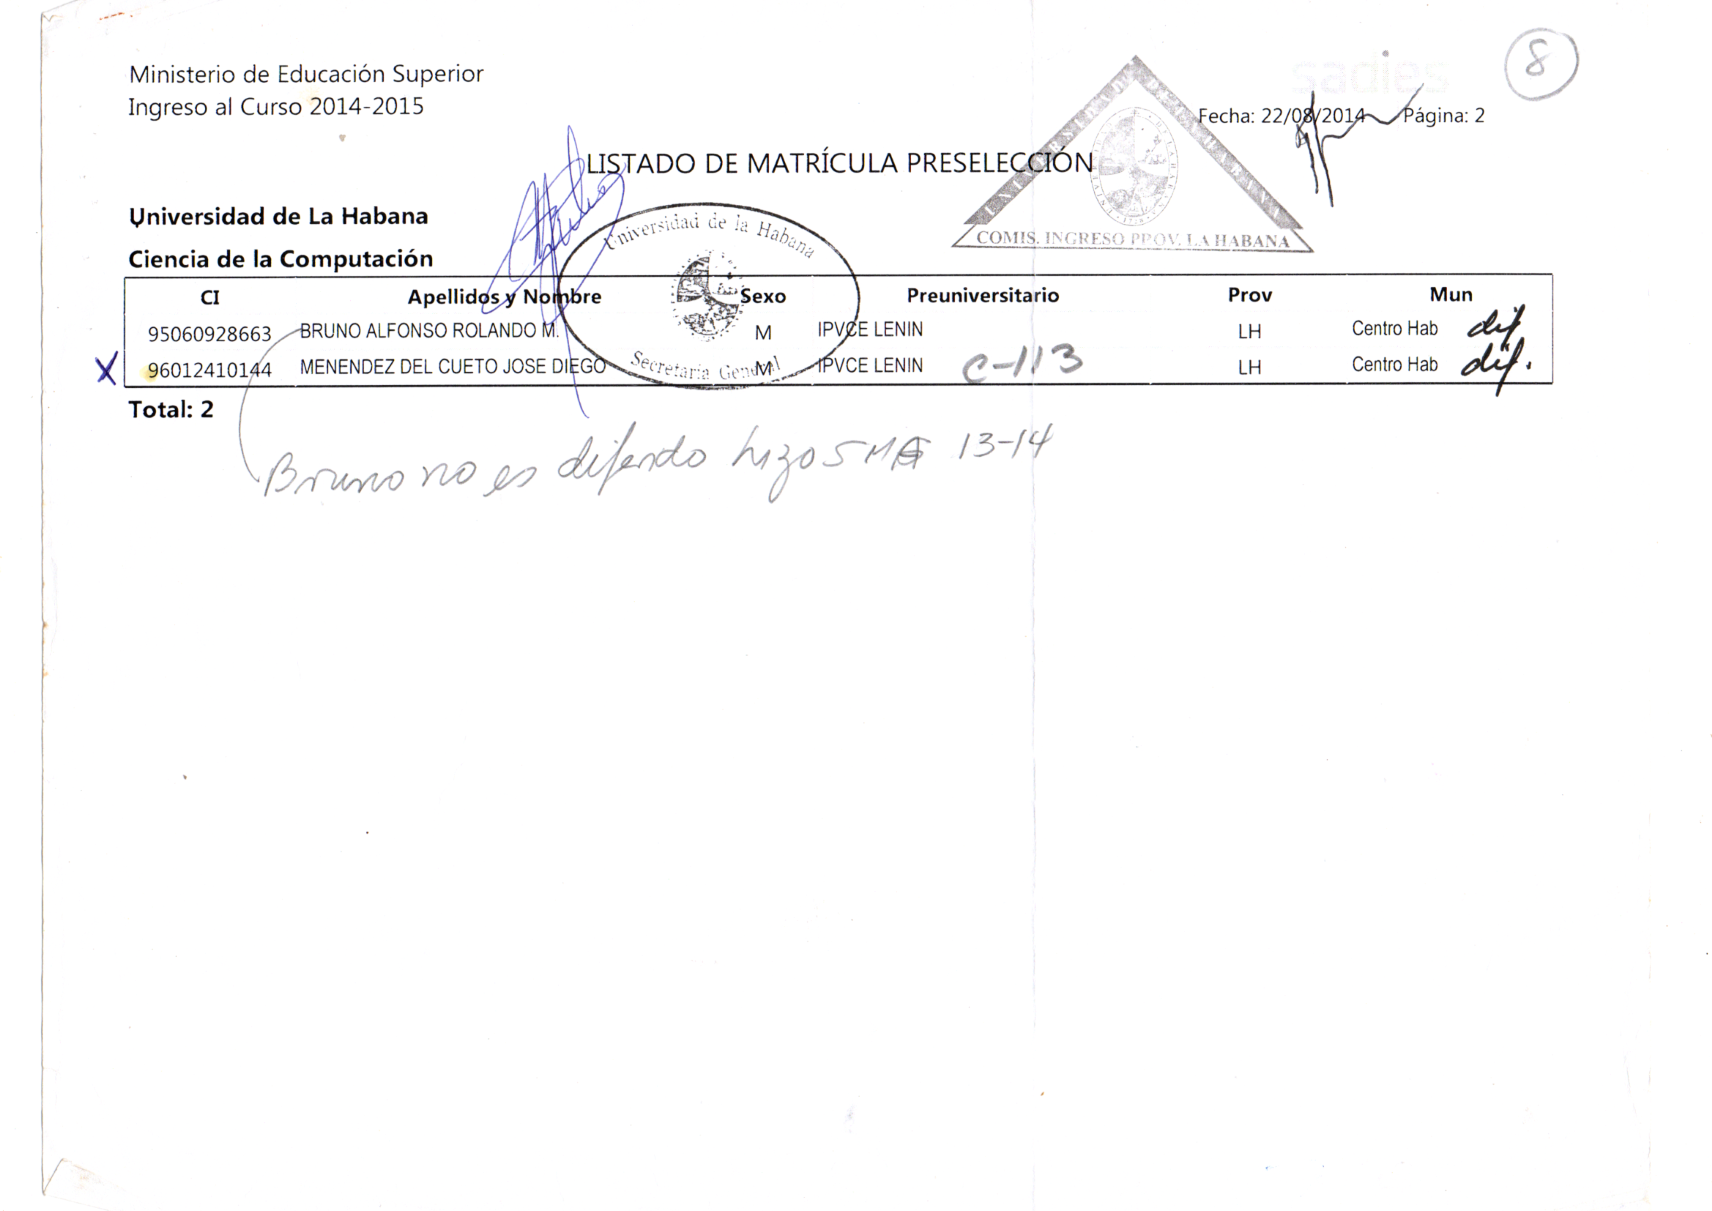 sadies
8
Ministerio de Educación Superior
Ingreso al Curso 2014-2015
Fecha: 22/08/2014 Página: 2
LISTADO DE MATRÍCULA PRESELECCIÓN
COMIS. INGRESO PROV. LA HABANA
Universidad de La Habana
Universidad de la Habana
Secretaría General
Ciencia de la Computación
CI Apellidos y Nombre Sexo Preuniversitario Prov Mun
95060928663 BRUNO ALFONSO ROLANDO M. M IPVCE LENIN LH Centro Hab dif
X 96012410144 MENENDEZ DEL CUETO JOSE DIEGO M IPVCE LENIN C-113 LH Centro Hab dif.
Total: 2
Bruno no es diferido hizo SMG 13-14